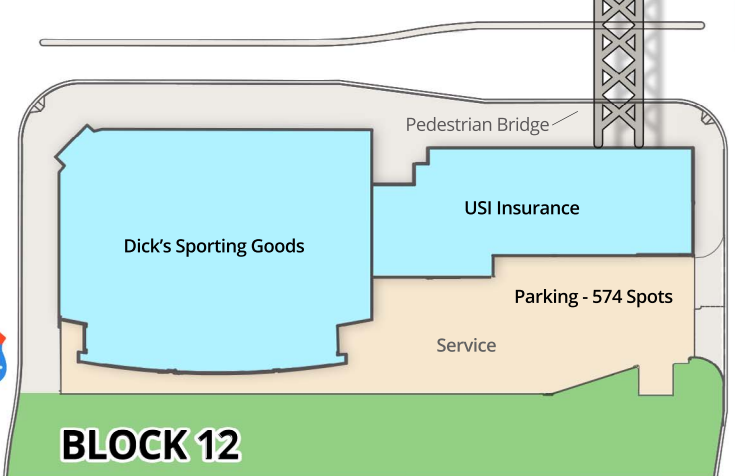 Pedestrian Bridge
USI Insurance
Dick's Sporting Goods
Parking - 574 Spots
Service
BLOCK 12